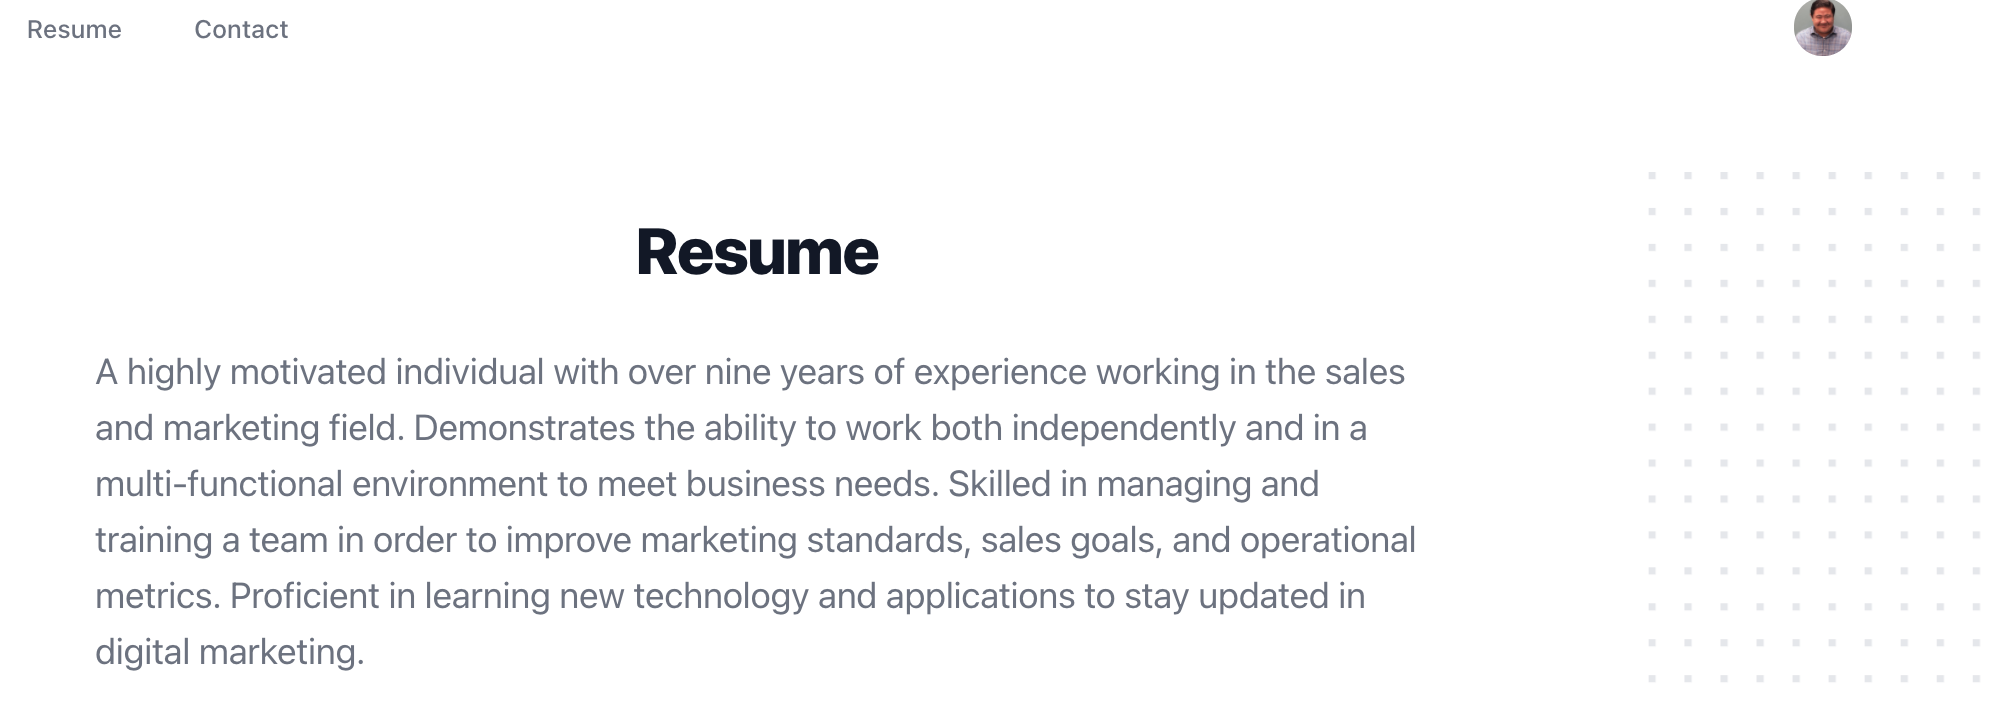 Resume Contact
Resume
A highly motivated individual with over nine years of experience working in the sales
and marketing field. Demonstrates the ability to work both independently and in a
multi-functional environment to meet business needs. Skilled in managing and
training a team in order to improve marketing standards, sales goals, and operational
metrics. Proficient in learning new technology and applications to stay updated in
digital marketing.